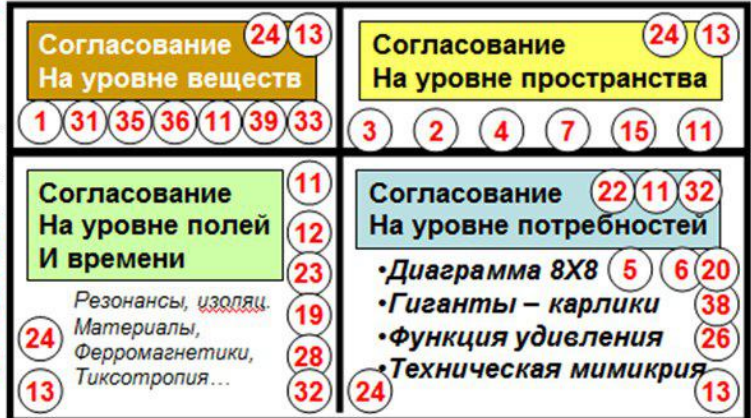 Согласование 24 13
На уровне веществ
1 31 35 36 11 39 33
Согласование 24 13
На уровне пространства
3 2 4 7 15 11
Согласование 11
На уровне полей 12
И времени 23
Резонансы, изоляц. 19
24 Материалы,
Ферромагнетики, 28
13 Тиксотропия... 32
Согласование 22 11 32
На уровне потребностей
•Диаграмма 8Х8 5 6 20
•Гиганты – карлики 38
•Функция удивления 26
•Техническая мимикрия
24 13